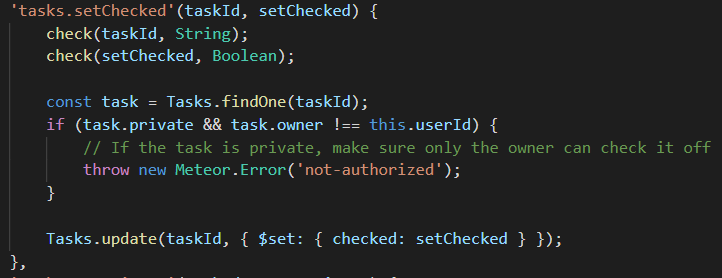 'tasks.setChecked'(taskId, setChecked) {
check(taskId, String);
check(setChecked, Boolean);
const task = Tasks.findOne(taskId);
if (task.private && task.owner !== this.userId) {
// If the task is private, make sure only the owner can check it off
throw new Meteor.Error('not-authorized');
}
Tasks.update(taskId, { $set: { checked: setChecked } });
},